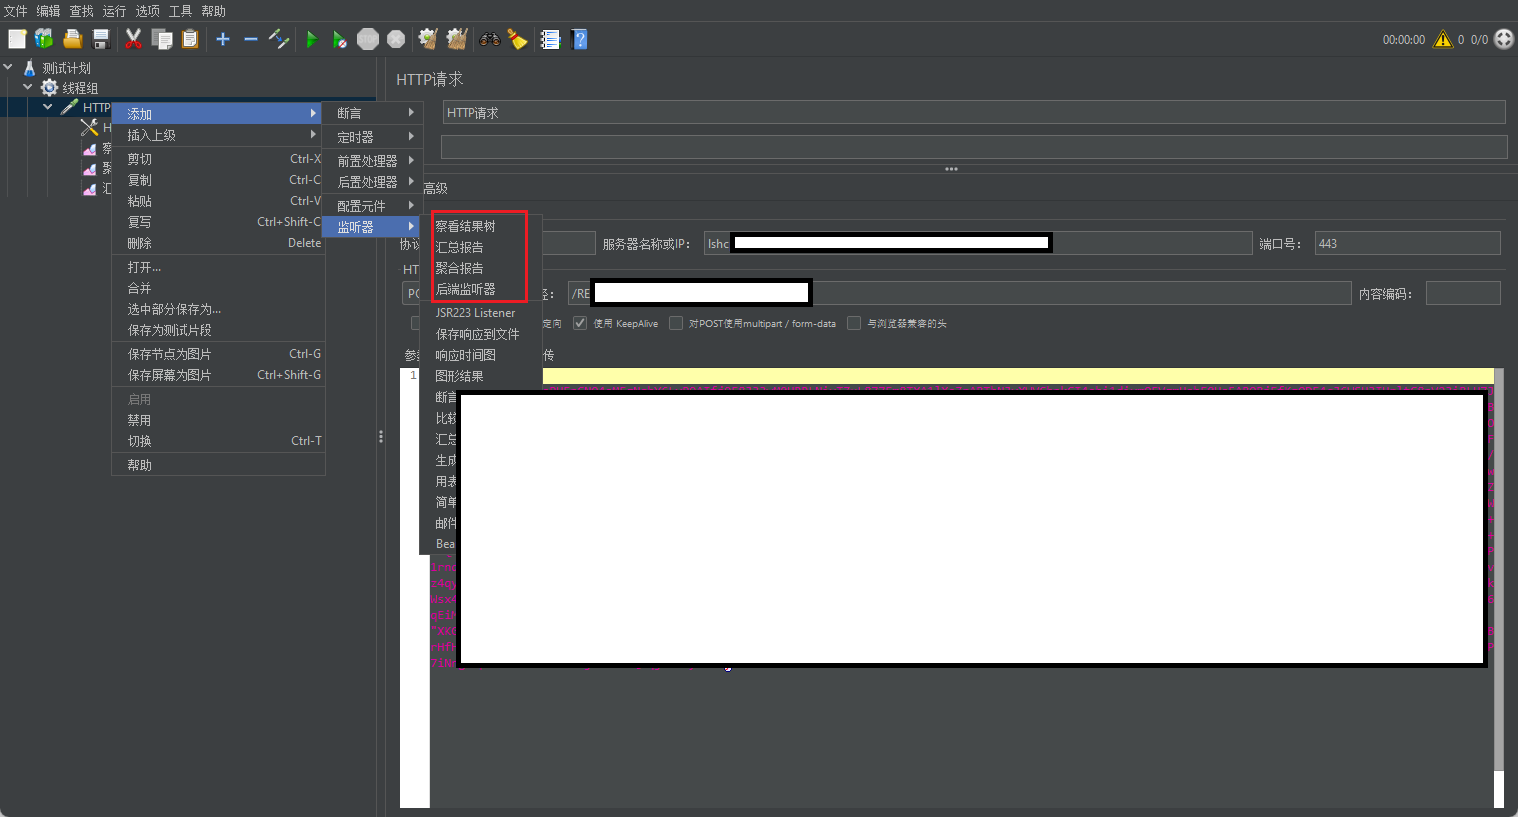 文件 编辑 查找 运行 选项 工具 帮助
00:00:00 0 0/0
测试计划
线程组
HTTP
HTTP请求
HTTP请求
添加
插入上级
剪切 Ctrl-X
复制 Ctrl-C
粘贴 Ctrl-V
复写 Ctrl+Shift-C
删除 Delete
打开...
合并
选中部分保存为...
保存为测试片段
保存节点为图片 Ctrl-G
保存屏幕为图片 Ctrl+Shift-G
启用
禁用
切换 Ctrl-T
帮助
断言
定时器
前置处理器
后置处理器
配置元件
监听器
察看结果树
汇总报告
聚合报告
后端监听器
JSR223 Listener
保存响应到文件
响应时间图
图形结果
断言
比较
汇总
生成
用表
简单
邮件
Bea
高级
协议
服务器名称或IP： lshc
端口号： 443
HT
PO
径： /RE
内容编码：
定向 使用 KeepAlive 对POST使用multipart / form-data 与浏览器兼容的头
参数
传
1